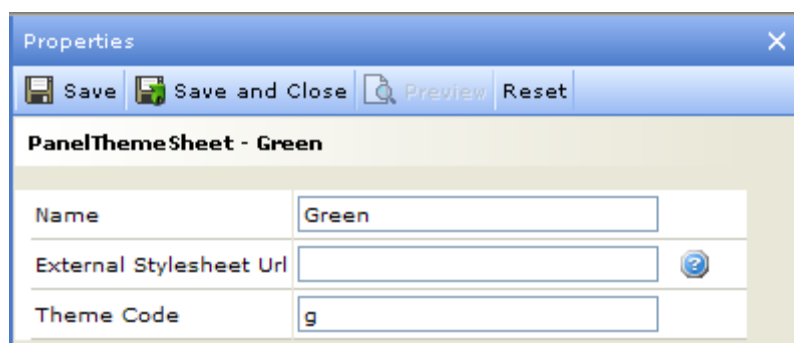 Properties
Save Save and Close Preview Reset
PanelThemeSheet - Green
Name Green
External Stylesheet Url
Theme Code g